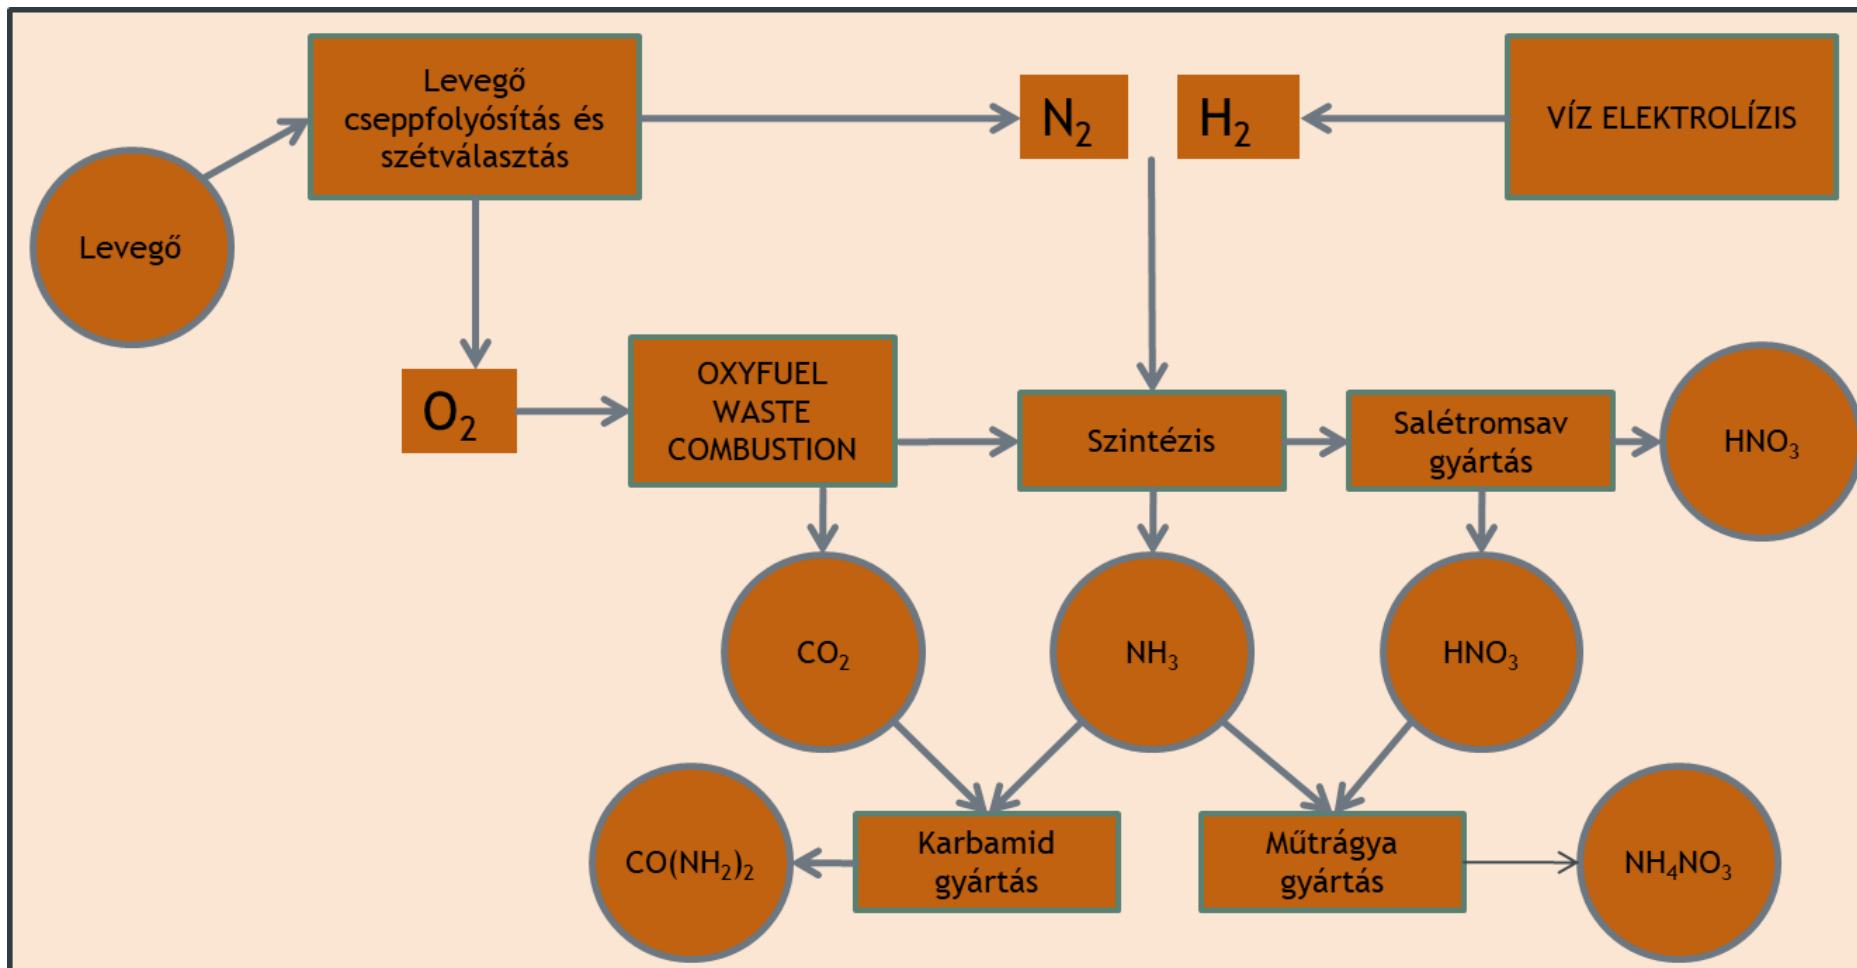 Levegő
cseppfolyósítás és
szétválasztás
N₂
H₂
VÍZ ELEKTROLÍZIS
Levegő
O₂
OXYFUEL
WASTE
COMBUSTION
Szintézis
Salétromsav
gyártás
HNO₃
CO₂
NH₃
HNO₃
CO(NH₂)₂
Karbamid
gyártás
Műtrágya
gyártás
NH₄NO₃